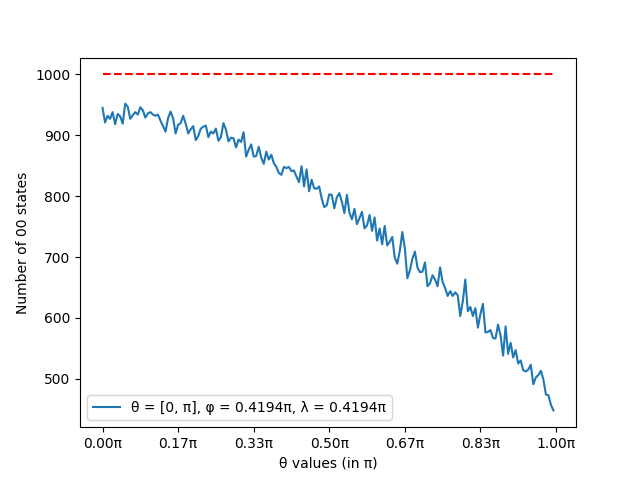 1000
900
800
700
600
500
Number of 00 states
θ = [0, π], φ = 0.4194π, λ = 0.4194π
0.00π 0.17π 0.33π 0.50π 0.67π 0.83π 1.00π
θ values (in π)